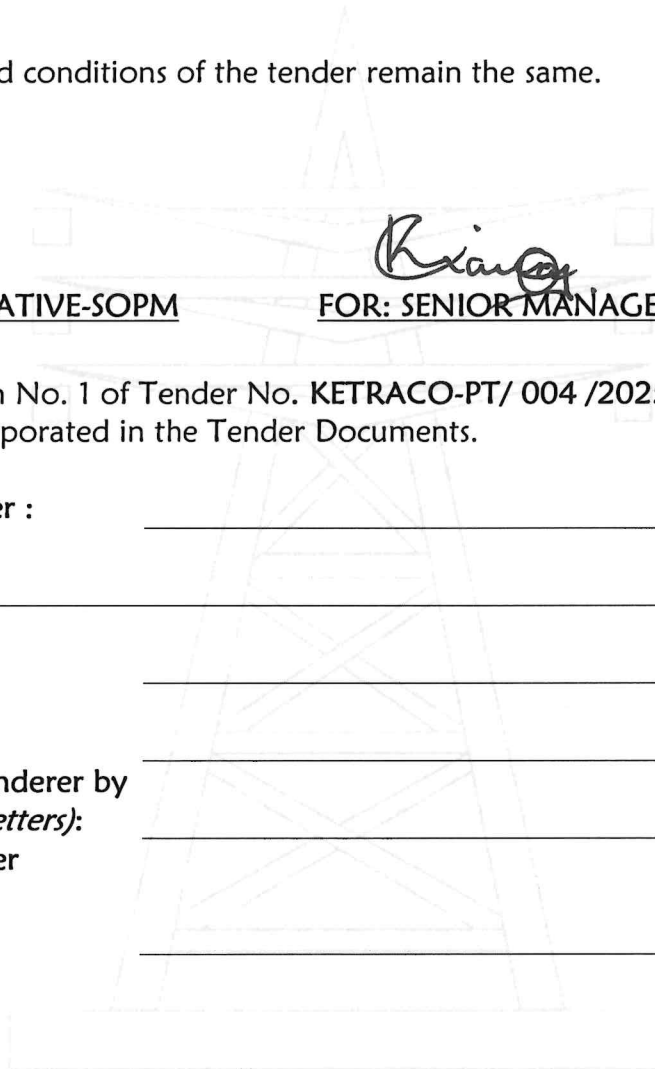 d conditions of the tender remain the same.
ATIVE-SOPM FOR: SENIOR MANAGE
n No. 1 of Tender No. KETRACO-PT/ 004 /202
porated in the Tender Documents.
er :
nderer by
etters):
er